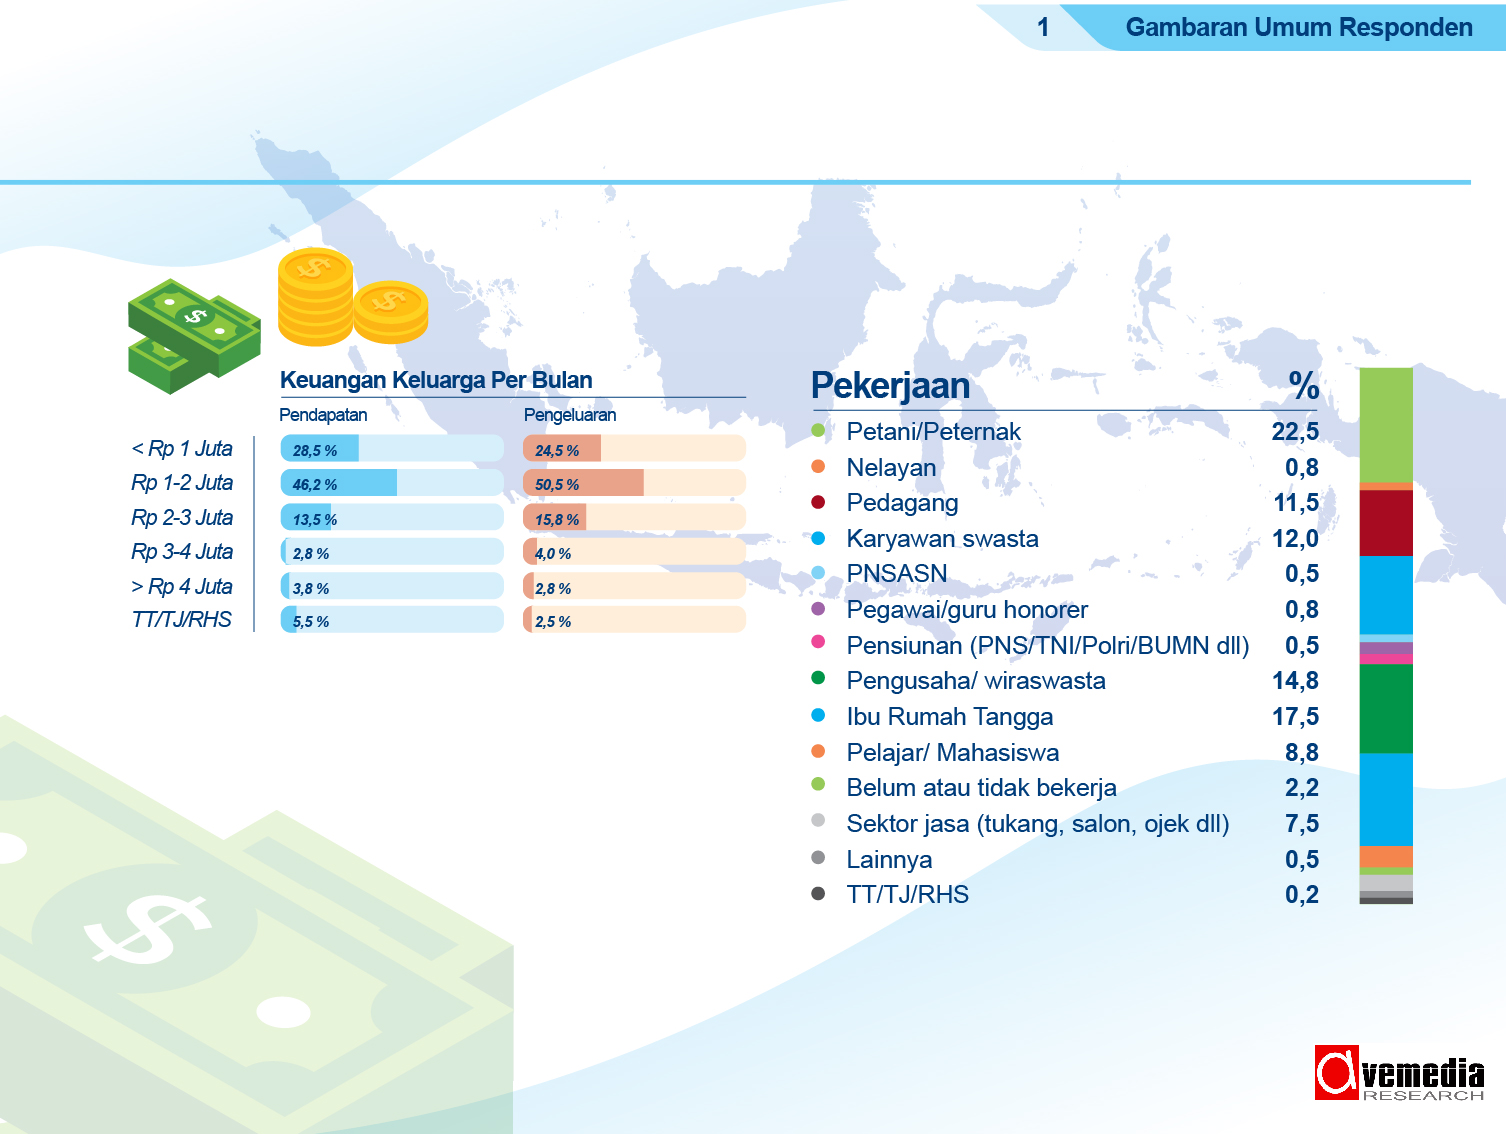 1 Gambaran Umum Responden
Keuangan Keluarga Per Bulan
Pendapatan Pengeluaran
< Rp 1 Juta 28,5 % 24,5 %
Rp 1-2 Juta 46,2 % 50,5 %
Rp 2-3 Juta 13,5 % 15,8 %
Rp 3-4 Juta 2,8 % 4,0 %
> Rp 4 Juta 3,8 % 2,8 %
TT/TJ/RHS 5,5 % 2,5 %
Pekerjaan %
Petani/Peternak 22,5
Nelayan 0,8
Pedagang 11,5
Karyawan swasta 12,0
PNSASN 0,5
Pegawai/guru honorer 0,8
Pensiunan (PNS/TNI/Polri/BUMN dll) 0,5
Pengusaha/ wiraswasta 14,8
Ibu Rumah Tangga 17,5
Pelajar/ Mahasiswa 8,8
Belum atau tidak bekerja 2,2
Sektor jasa (tukang, salon, ojek dll) 7,5
Lainnya 0,5
TT/TJ/RHS 0,2
avemedia
RESEARCH